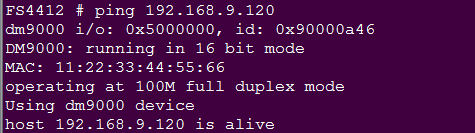 FS4412 # ping 192.168.9.120
dm9000 i/o: 0x5000000, id: 0x90000a46
DM9000: running in 16 bit mode
MAC: 11:22:33:44:55:66
operating at 100M full duplex mode
Using dm9000 device
host 192.168.9.120 is alive